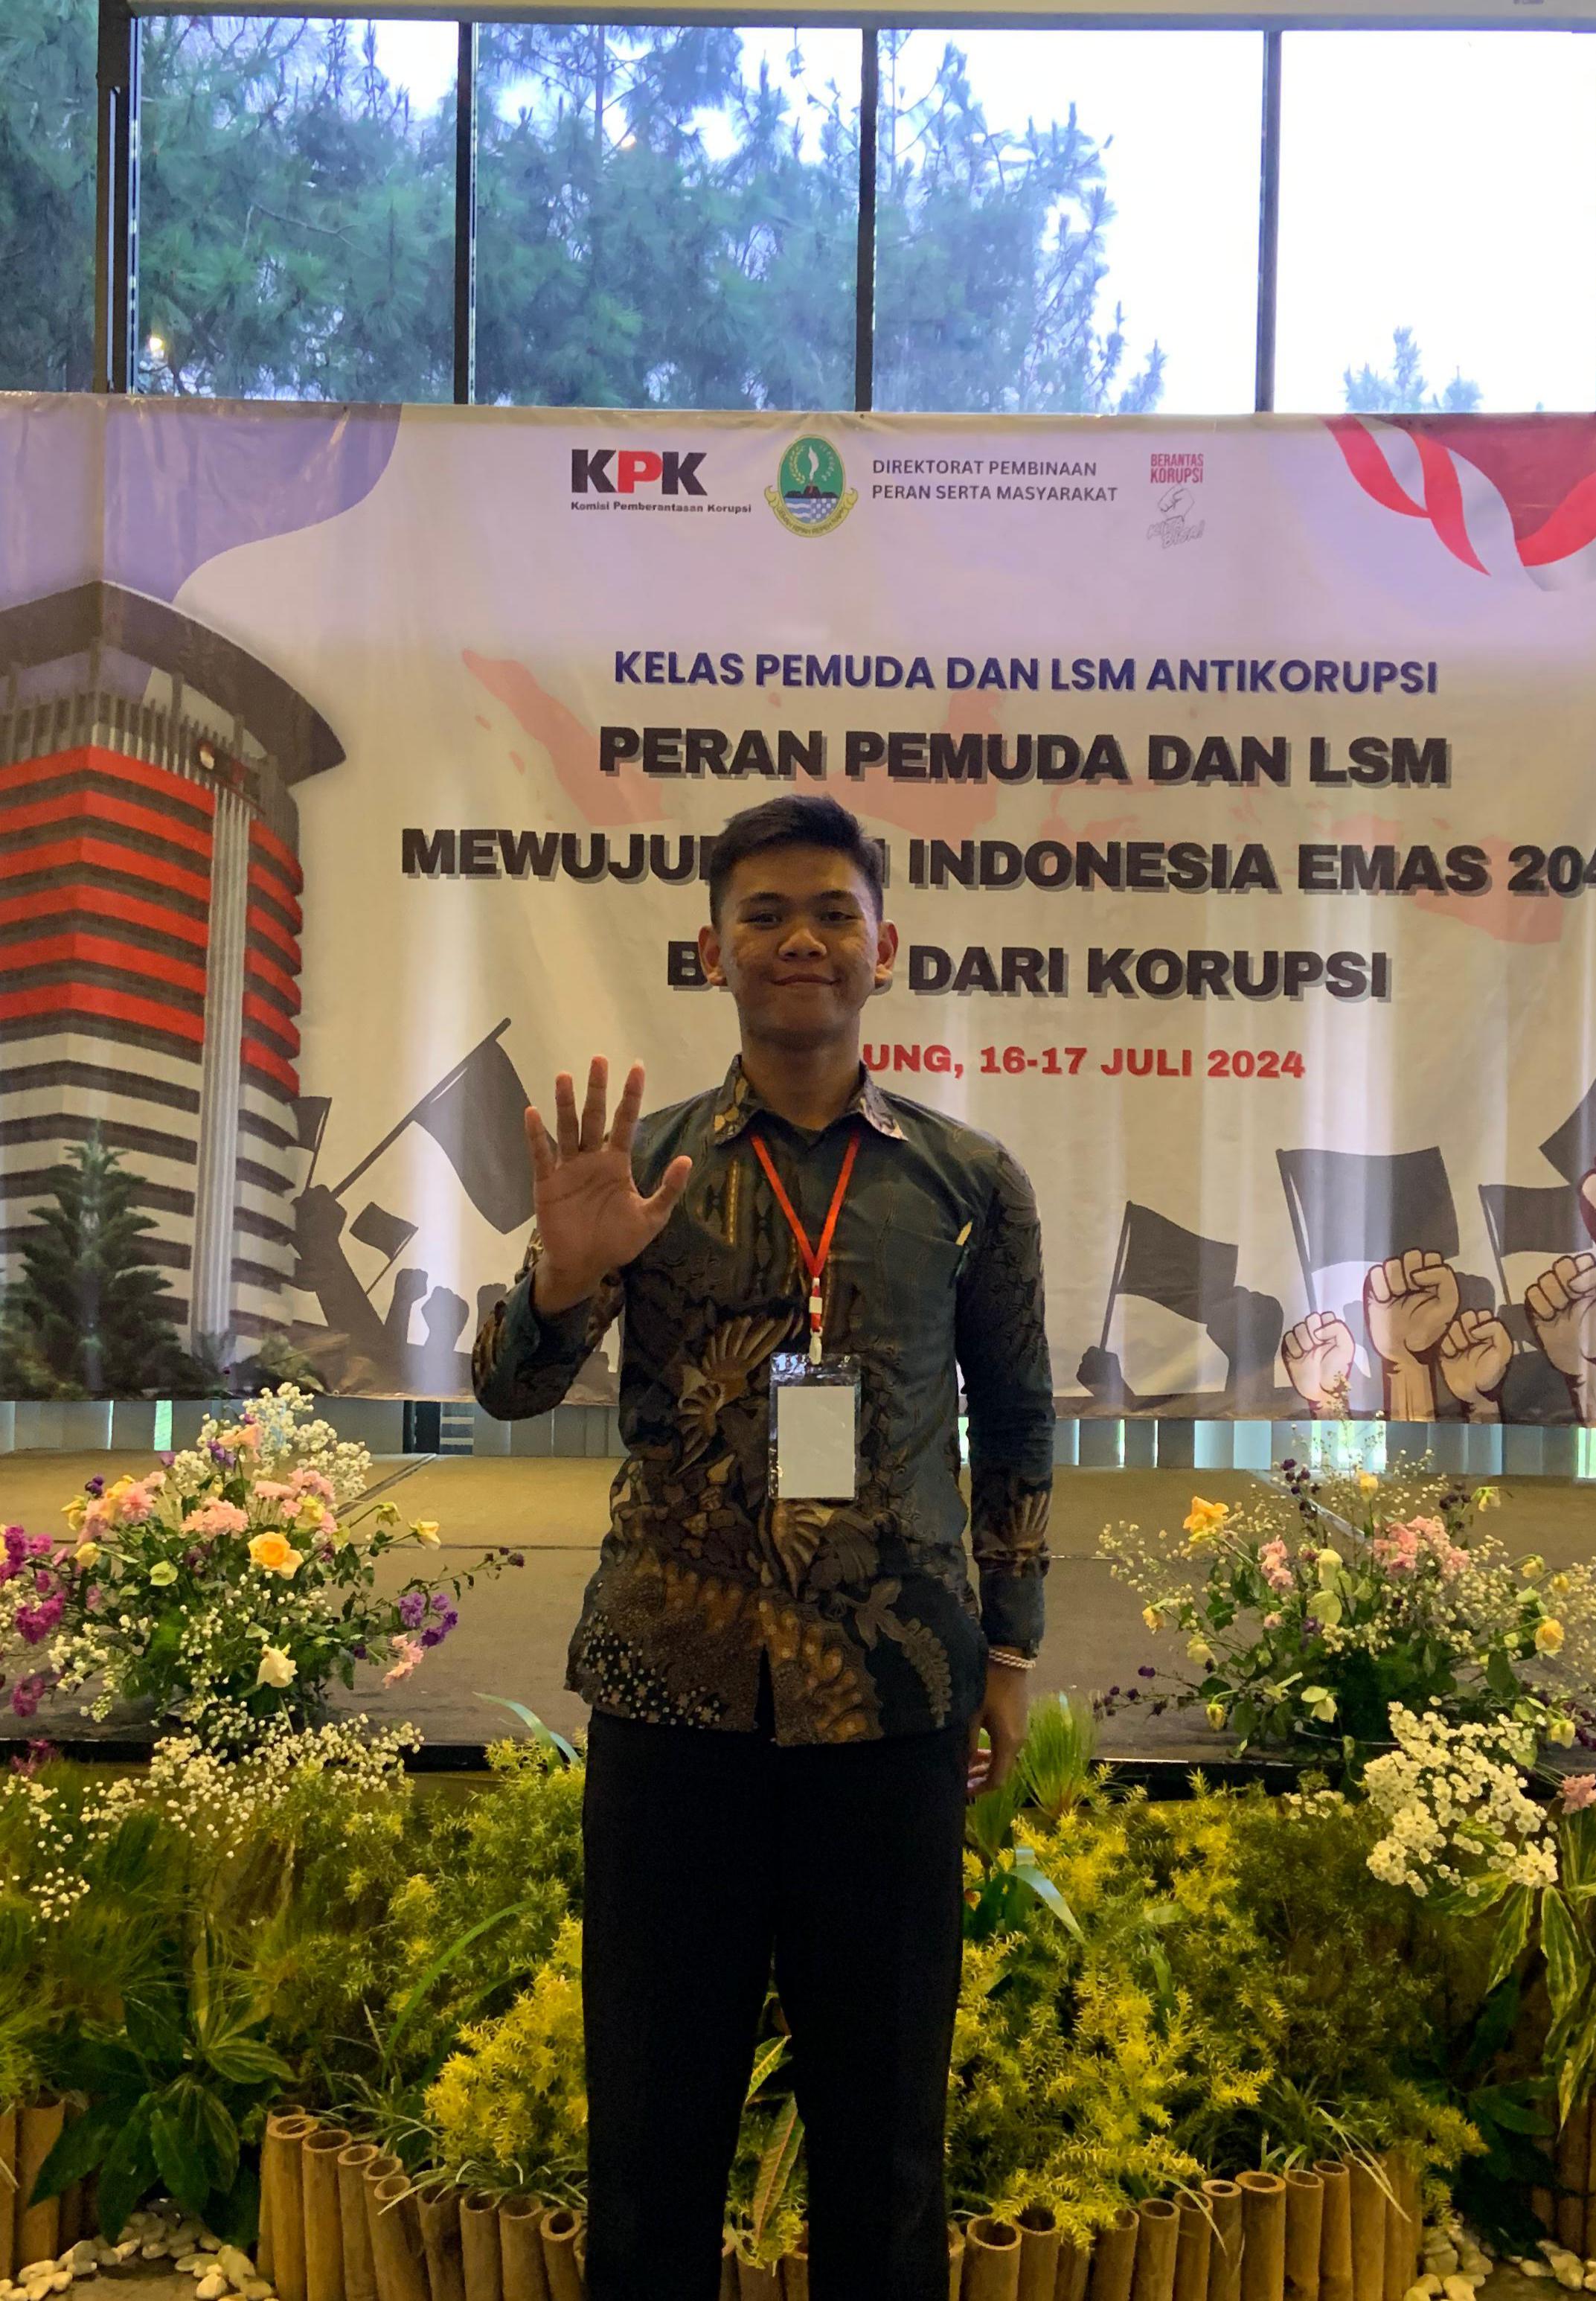 KPK
Komisi Pemberantasan Korupsi
DIREKTORAT PEMBINAAN
PERAN SERTA MASYARAKAT
BERANTAS
KORUPSI
KELAS PEMUDA DAN LSM ANTIKORUPSI
PERAN PEMUDA DAN LSM
INDONESIA EMAS
DARI KORUPSI
16-17 JULI 2024